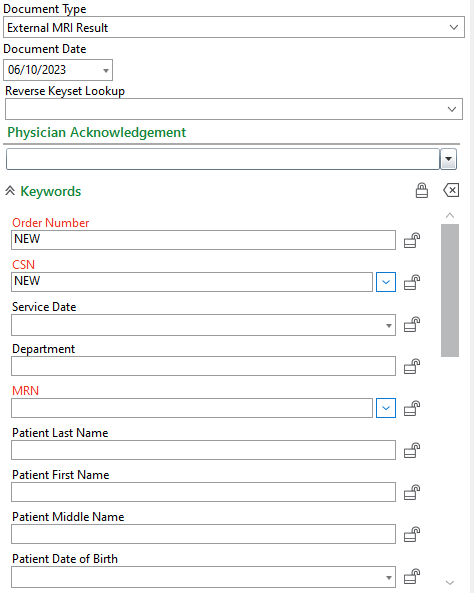 Document Type
External MRI Result
Document Date
06/10/2023
Reverse Keyset Lookup
Physician Acknowledgement
Keywords
Order Number
NEW
CSN
NEW
Service Date
Department
MRN
Patient Last Name
Patient First Name
Patient Middle Name
Patient Date of Birth